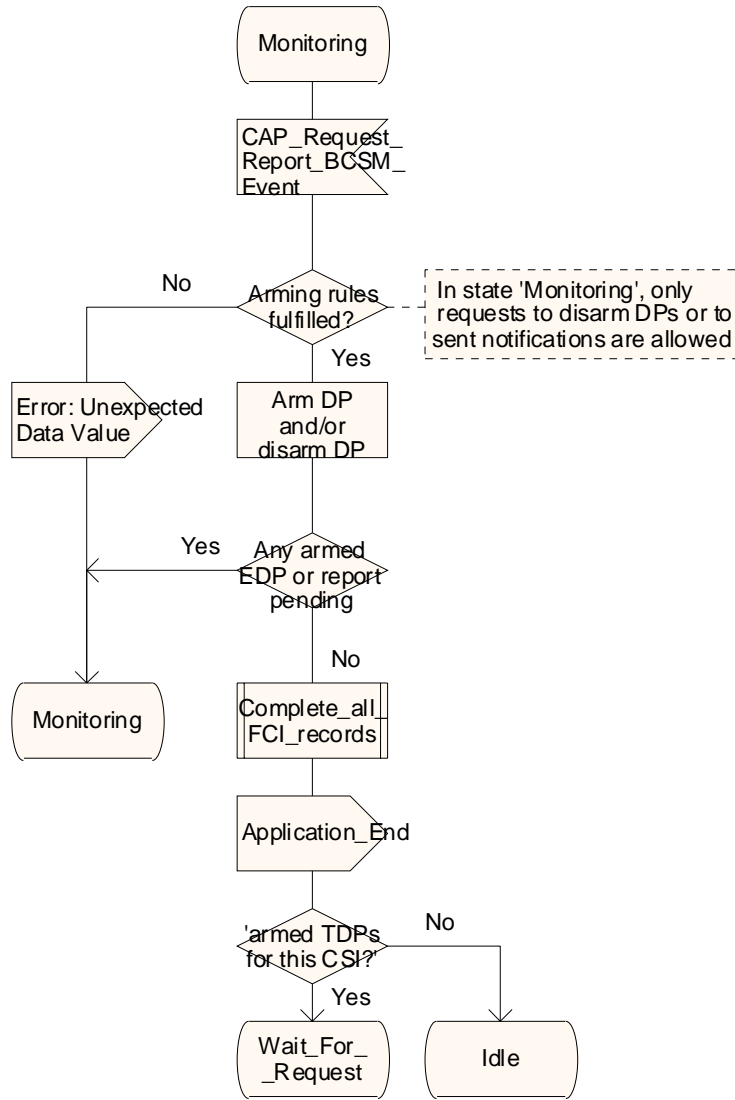 Monitoring
CAP_Request_
Report_BCSM_
Event
No
Arming rules
fulfilled?
In state 'Monitoring', only
requests to disarm DPs or to
sent notifications are allowed
Yes
Error: Unexpected
Data Value
Arm DP
and/or
disarm DP
Yes
Any armed
EDP or report
pending
No
Monitoring
Complete_all_
FCI_records
Application_End
'armed TDPs
for this CSI?'
No
Yes
Wait_For_
_Request
Idle